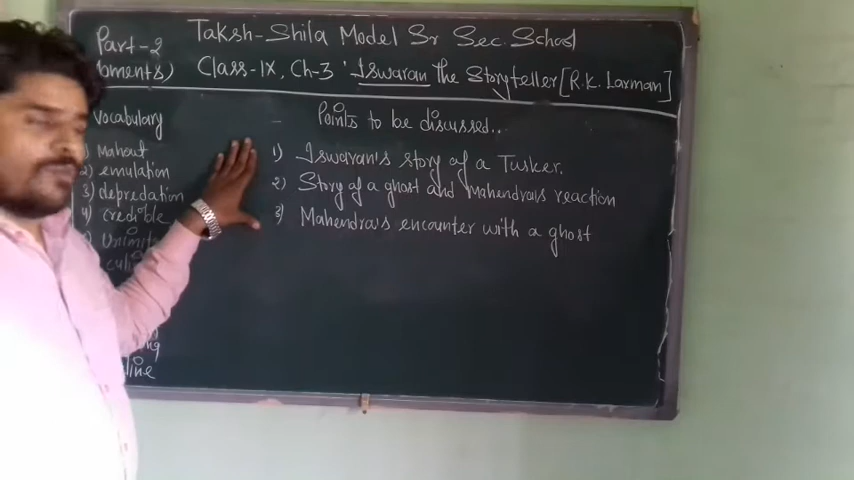 Part-2
Taksh-Shila Model Sr Sec. School
oments)
Class-IX, Ch-3 'Iswaran the Storyteller [R.K. Laxman]
Vocabulary
Points to be discussed...
1) Mahout
2) emulation
3) depredation
4) credible
1) Iswaran's story of a Tusker.
2) Story of a ghost and Mahendra's reaction
3) Mahendra's encounter with a ghost